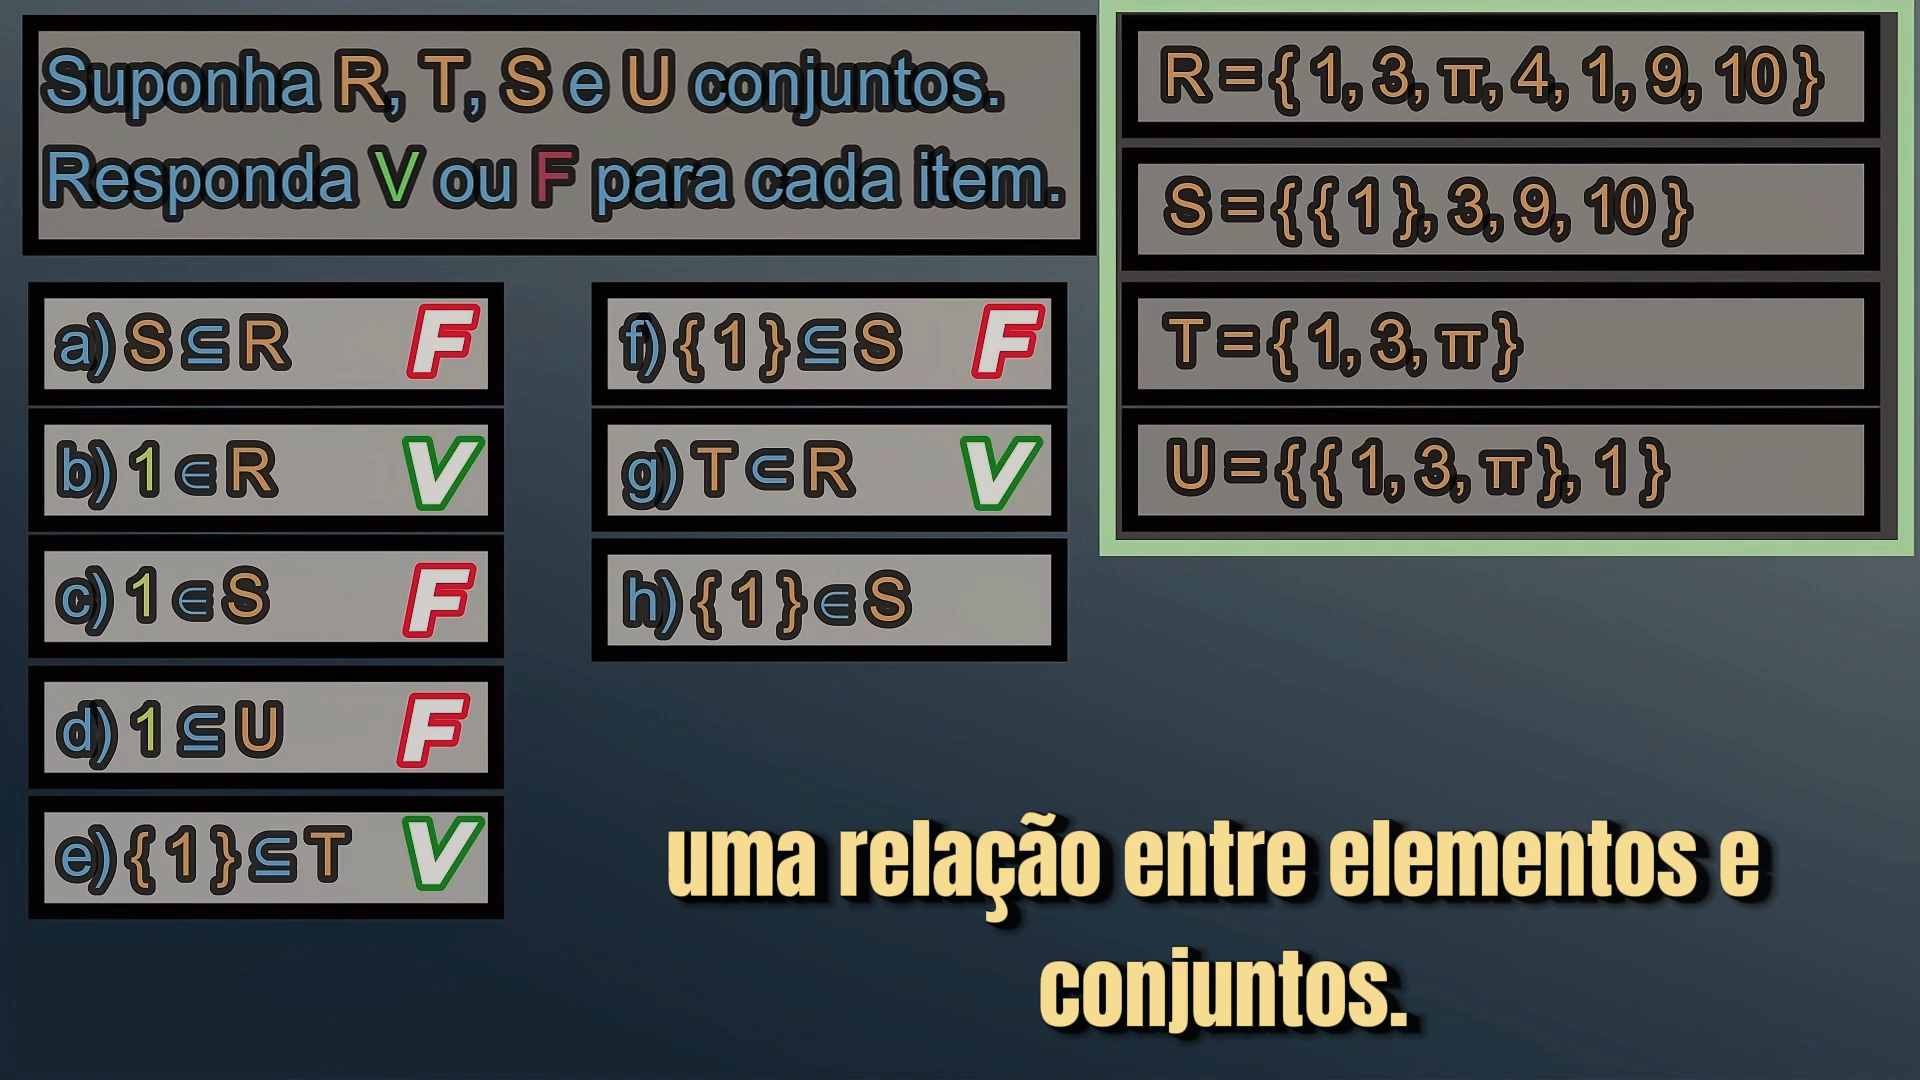 Suponha R, T, S e U conjuntos.
Responda V ou F para cada item.
a) S ⊆ R F
b) 1 ∈ R V
c) 1 ∈ S F
d) 1 ⊆ U F
e) { 1 } ⊆ T V
f) { 1 } ⊆ S F
g) T ⊂ R V
h) { 1 } ∈ S
R = { 1, 3, π, 4, 1, 9, 10 }
S = { { 1 }, 3, 9, 10 }
T = { 1, 3, π }
U = { { 1, 3, π }, 1 }
uma relação entre elementos e
conjuntos.